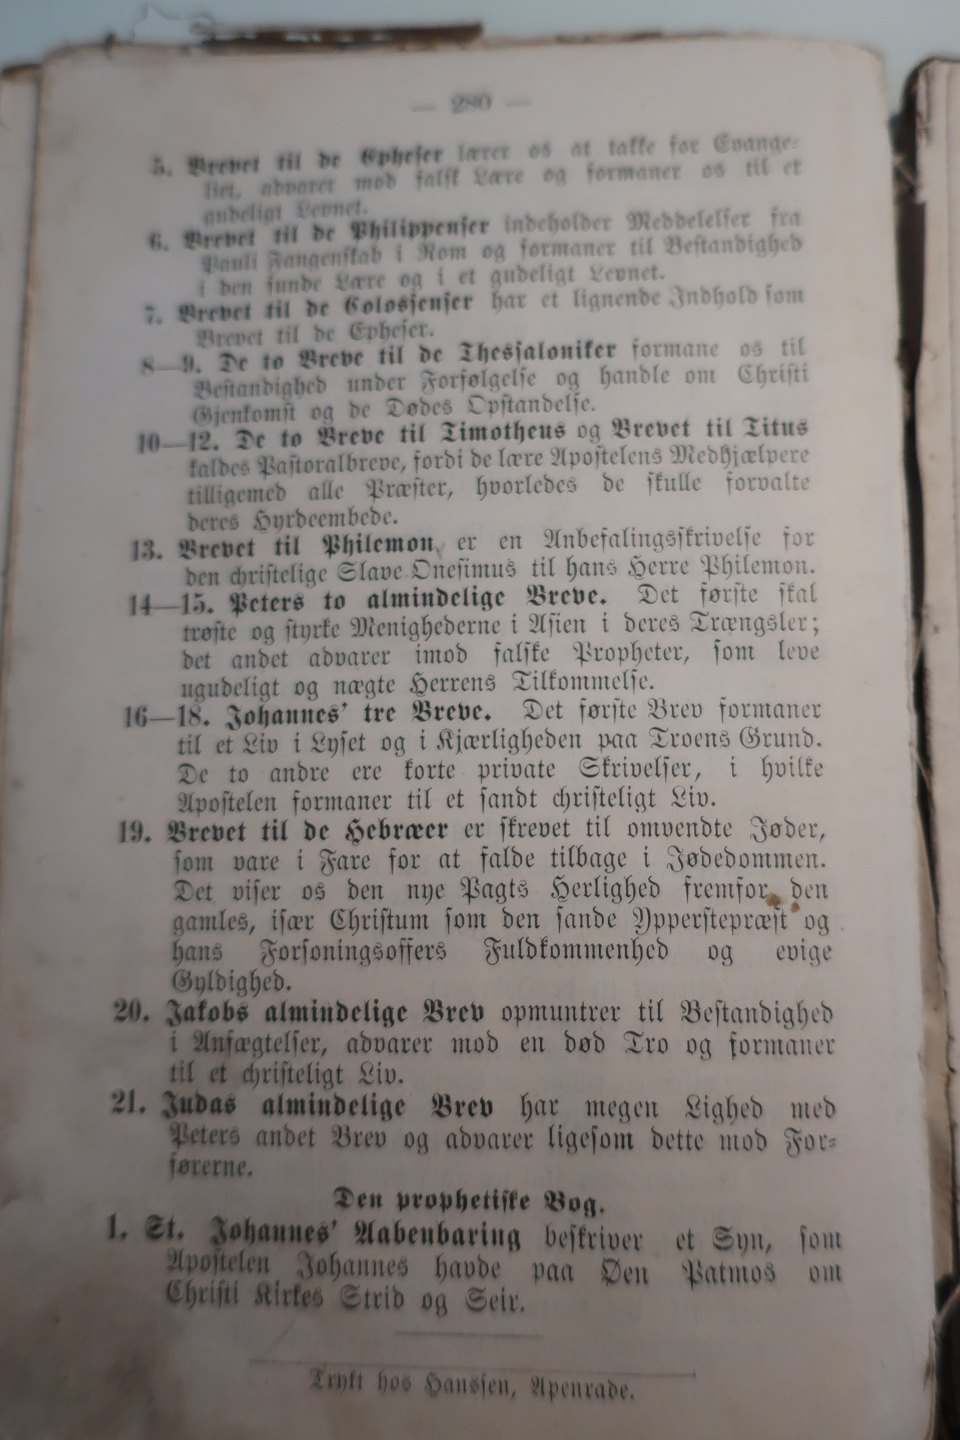 — 280 —
5. Brevet til de Epheser lærer os at takke for Evange-
liet, advarer mod falsk Lære og formaner os til et
gudeligt Levnet.
6. Brevet til de Philippenser indeholder Meddelelser fra
Pauli Fangenskab i Rom og formaner til Bestandighed
i den sunde Lære og i et gudeligt Levnet.
7. Brevet til de Colossenser har et lignende Indhold som
Brevet til de Epheser.
8—9. De to Breve til de Thessaloniker formane os til
Bestandighed under Forfølgelse og handle om Christi
Gjenkomst og de Dødes Opstandelse.
10—12. De to Breve til Timotheus og Brevet til Titus
kaldes Pastoralbreve, fordi de lære Apostelens Medhjælpere
tilligemed alle Præster, hvorledes de skulle forvalte
deres Hyrdeembede.
13. Brevet til Philemon er en Anbefalingsskrivelse for
den christelige Slave Onesimus til hans Herre Philemon.
14—15. Peters to almindelige Breve. Det første skal
trøste og styrke Menighederne i Asien i deres Trængsler;
det andet advarer imod falske Propheter, som leve
ugudeligt og nægte Herrens Tilkommelse.
16—18. Johannes' tre Breve. Det første Brev formaner
til et Liv i Lyset og i Kjærligheden paa Troens Grund.
De to andre ere korte private Skrivelser, i hvilke
Apostelen formaner til et sandt christeligt Liv.
19. Brevet til de Hebræer er skrevet til omvendte Jøder,
som vare i Fare for at falde tilbage i Jødedommen.
Det viser os den nye Pagts Herlighed fremfor den
gamles, især Christum som den sande Ypperstepræst og
hans Forsoningsoffers Fuldkommenhed og evige
Gyldighed.
20. Jakobs almindelige Brev opmuntrer til Bestandighed
i Anfægtelser, advarer mod en død Tro og formaner
til et christeligt Liv.
21. Judas almindelige Brev har megen Lighed med
Peters andet Brev og advarer ligesom dette mod For-
førerne.
Den prophetiske Bog.
1. St. Johannes' Aabenbaring beskriver et Syn, som
Apostelen Johannes havde paa Øen Patmos om
Christi Kirkes Strid og Seir.
Trykt hos Hanssen, Apenrade.